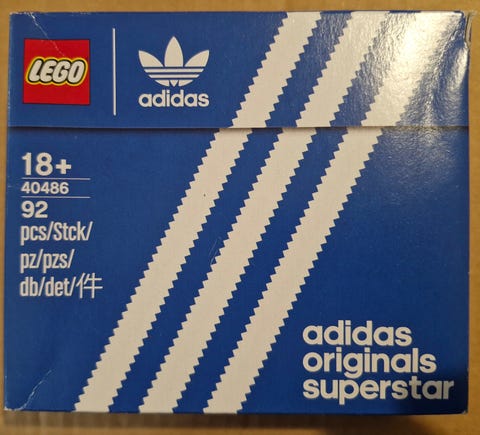 LEGO
adidas
18+
40486
92
pcs/Stck/
pz/pzs/
db/det/件
adidas
originals
superstar